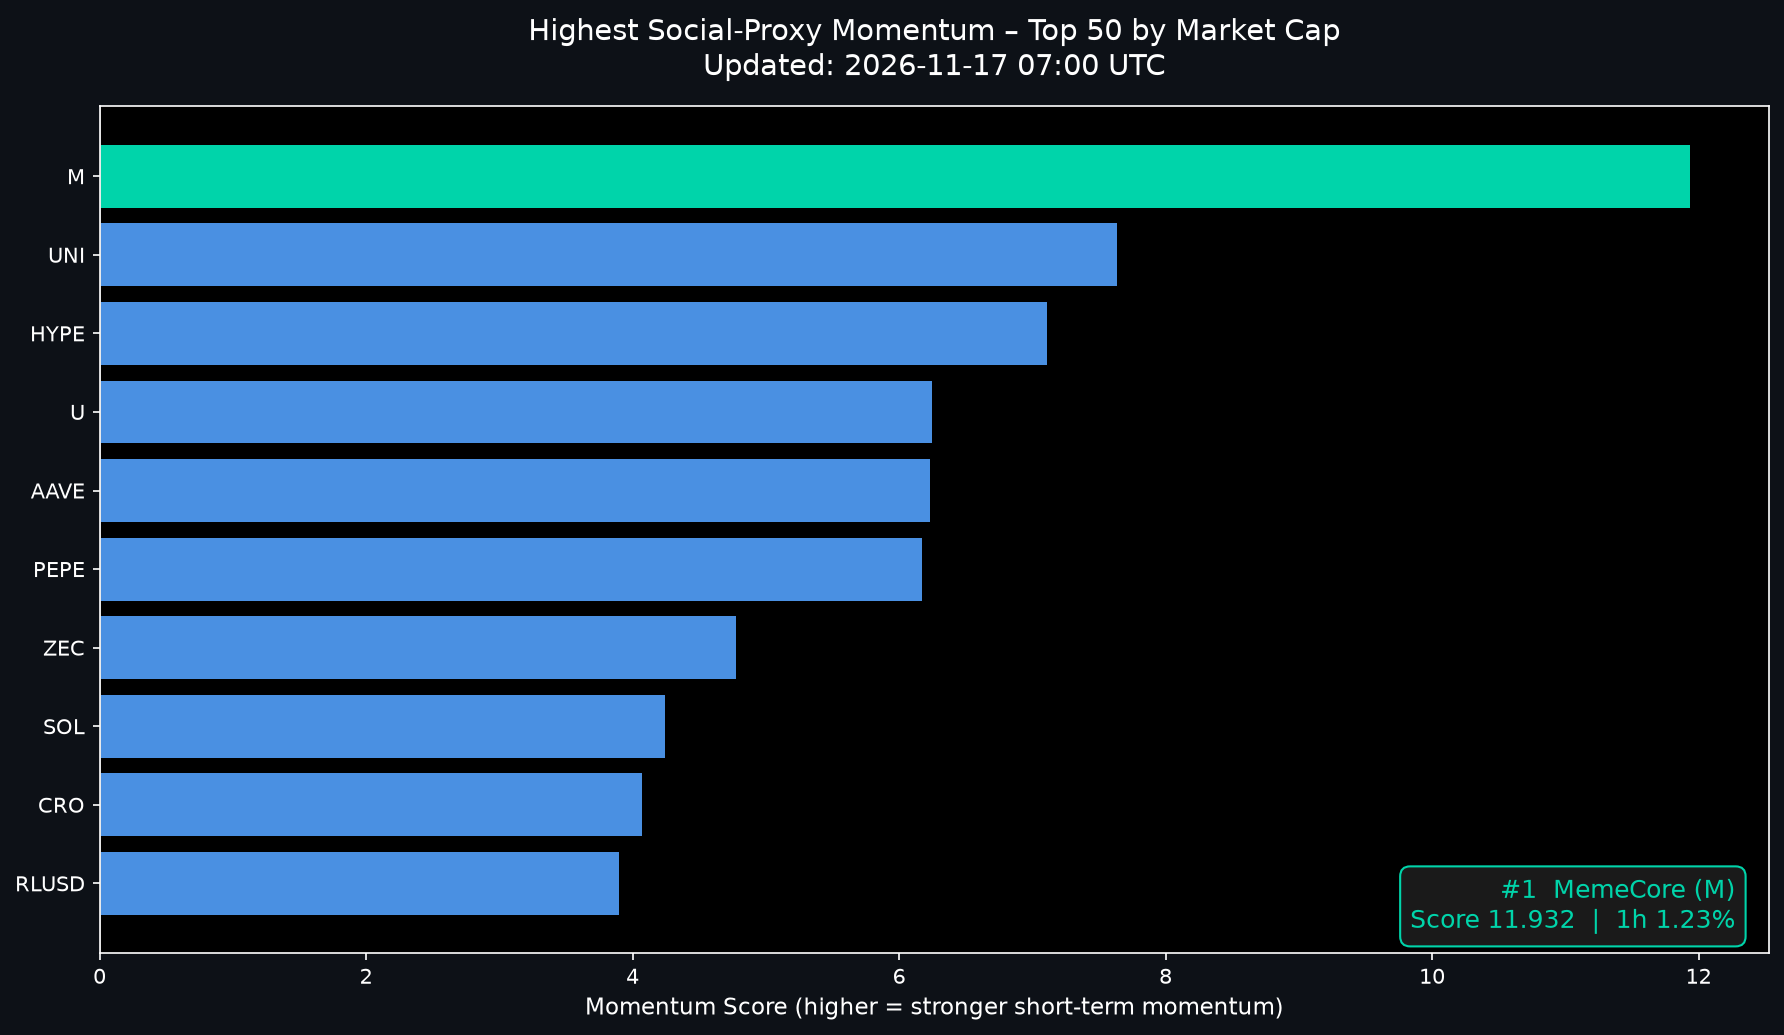 Highest Social-Proxy Momentum – Top 50 by Market Cap
Updated: 2026-11-17 07:00 UTC
M
UNI
HYPE
U
AAVE
PEPE
ZEC
SOL
CRO
RLUSD
#1  MemeCore (M)
Score 11.932  |  1h 1.23%
0 2 4 6 8 10 12
Momentum Score (higher = stronger short-term momentum)